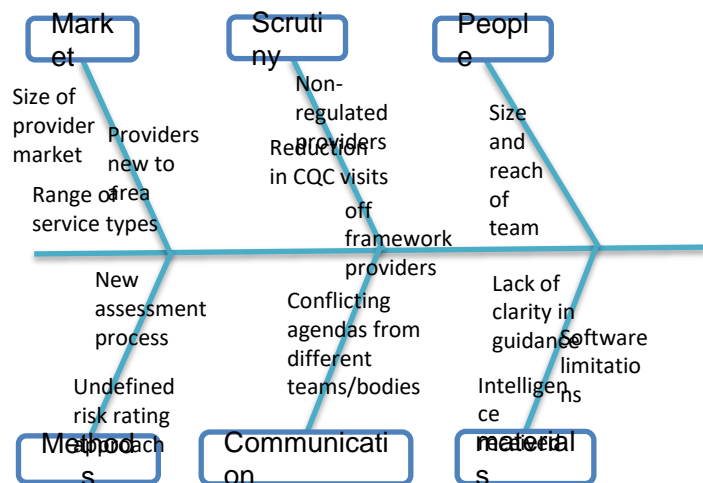 Mark
et
Scruti
ny
Peopl
e
Size of
provider
market
Providers
new to
area
Range of
service types
Non-
regulated
providers
Reduction
in CQC visits
off
framework
providers
Size
and
reach
of
team
New
assessment
process
Undefined
risk rating
approach
Conflicting
agendas from
different
teams/bodies
Lack of
clarity in
guidance
Software
limitatio
ns
Intelligen
ce
received
Method
s
Communicati
on
material
s